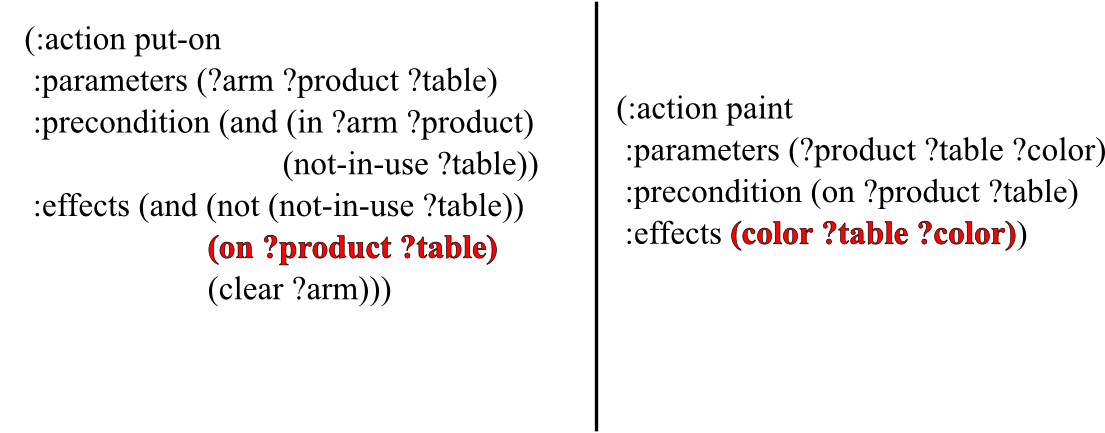 (:action put-on
:parameters (?arm ?product ?table)
:precondition (and (in ?arm ?product)
(not-in-use ?table))
:effects (and (not (not-in-use ?table))
(on ?product ?table)
(clear ?arm)))
(:action paint
:parameters (?product ?table ?color)
:precondition (on ?product ?table)
:effects (color ?table ?color))